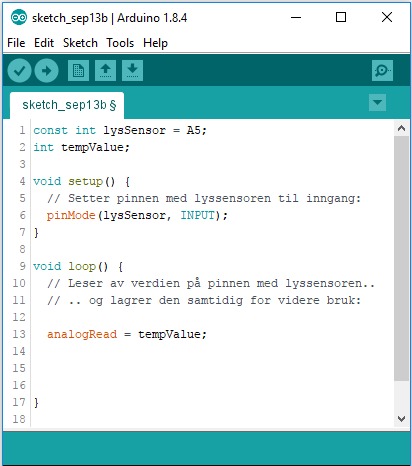 sketch_sep13b | Arduino 1.8.4
File Edit Sketch Tools Help
sketch_sep13b §
1 const int lysSensor = A5;
2 int tempValue;
3
4 void setup() {
5 // Setter pinnen med lyssensoren til inngang:
6 pinMode(lysSensor, INPUT);
7 }
8
9 void loop() {
10 // Leser av verdien på pinnen med lyssensoren..
11 // .. og lagrer den samtidig for videre bruk:
12
13 analogRead = tempValue;
14
15
16
17 }
18